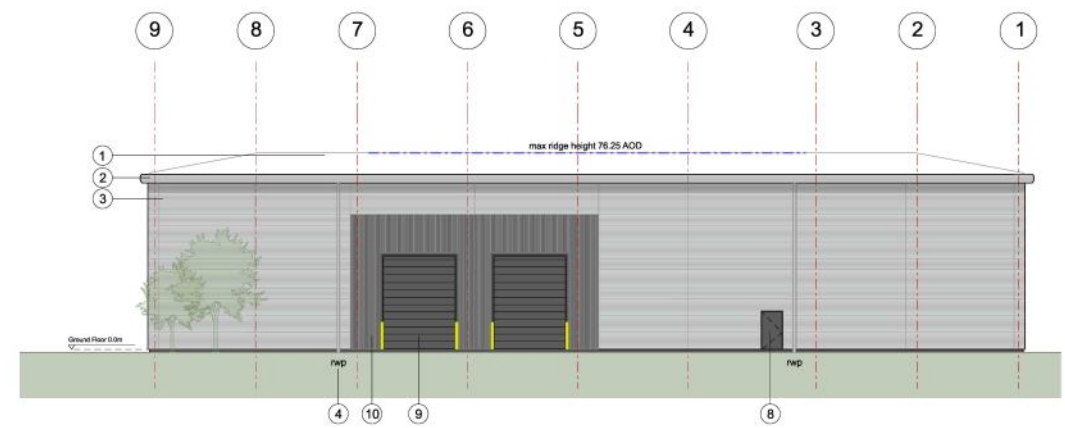 9 8 7 6 5 4 3 2 1
max ridge height 76.25 AOD
1
2
3
Ground Floor 0.0m
rwp rwp
4 10 9 8